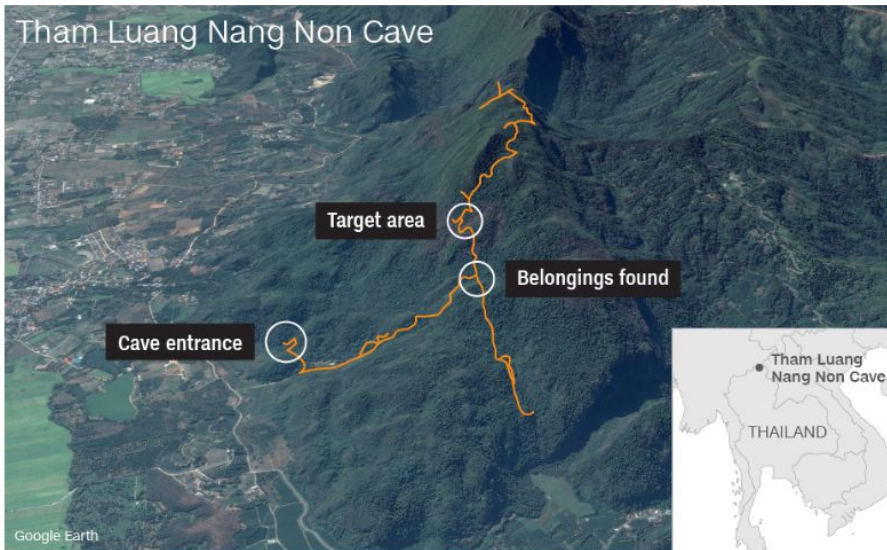 Tham Luang Nang Non Cave
Target area
Belongings found
Cave entrance
Tham Luang
Nang Non Cave
THAILAND
Google Earth